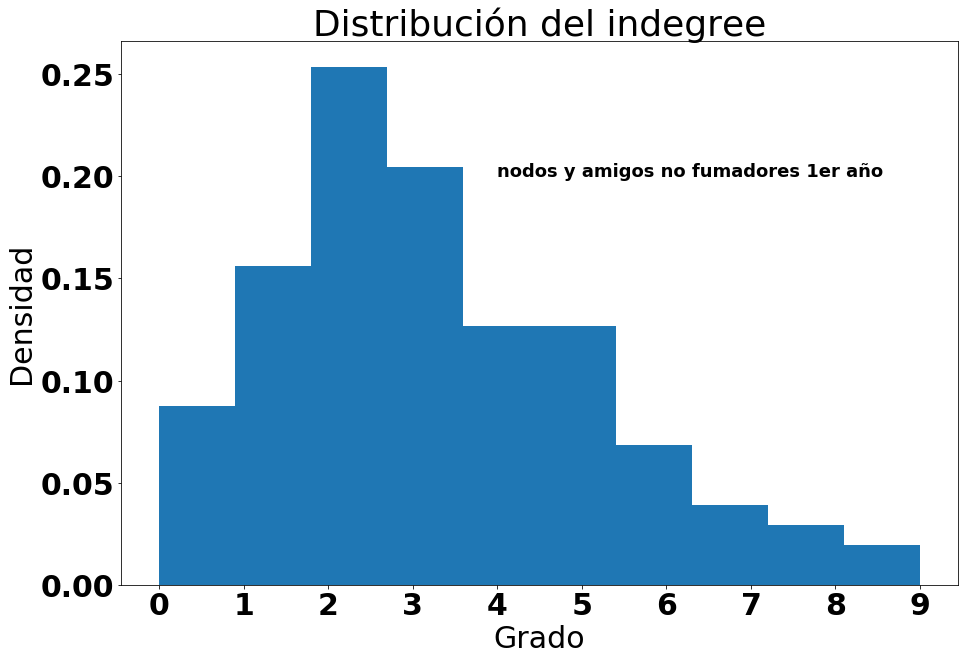 Distribución del indegree
0.25
0.20
nodos y amigos no fumadores 1er año
0.15
Densidad
0.10
0.05
0.00
0 1 2 3 4 5 6 7 8 9
Grado